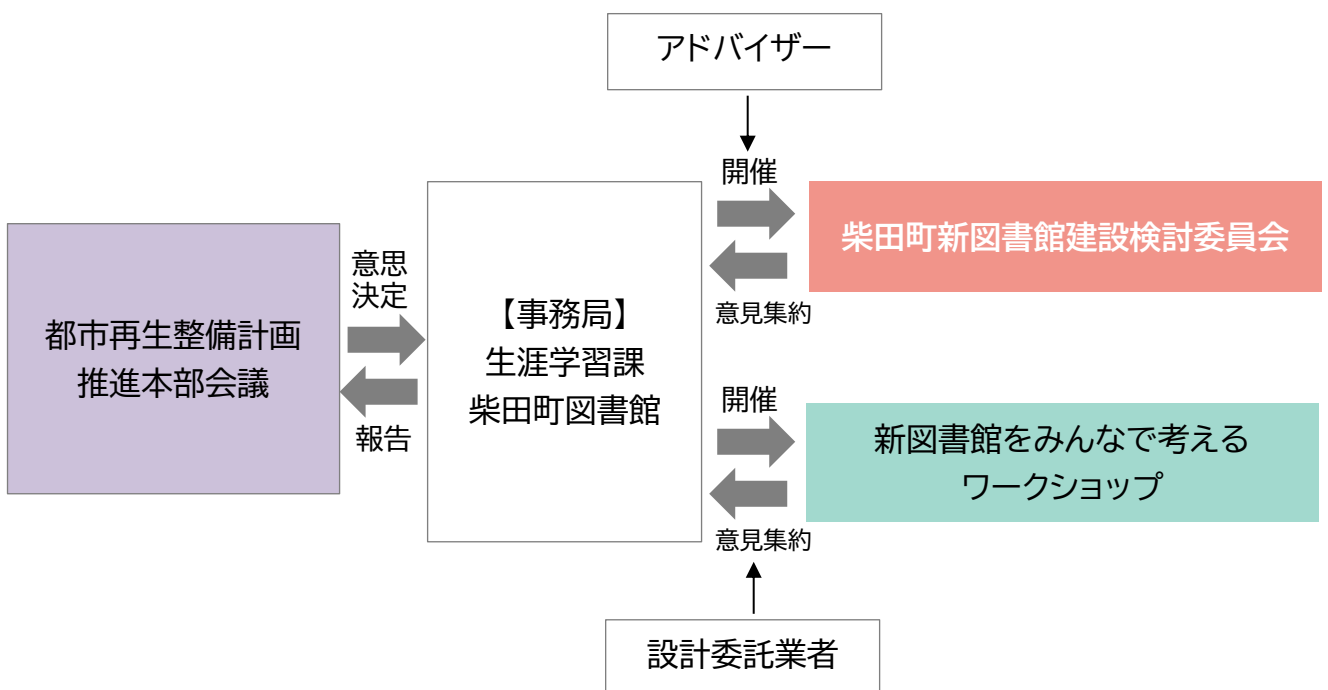 アドバイザー
開催
柴田町新図書館建設検討委員会
意見集約
意思
決定
都市再生整備計画
推進本部会議
報告
【事務局】
生涯学習課
柴田町図書館
開催
新図書館をみんなで考える
ワークショップ
意見集約
設計委託業者